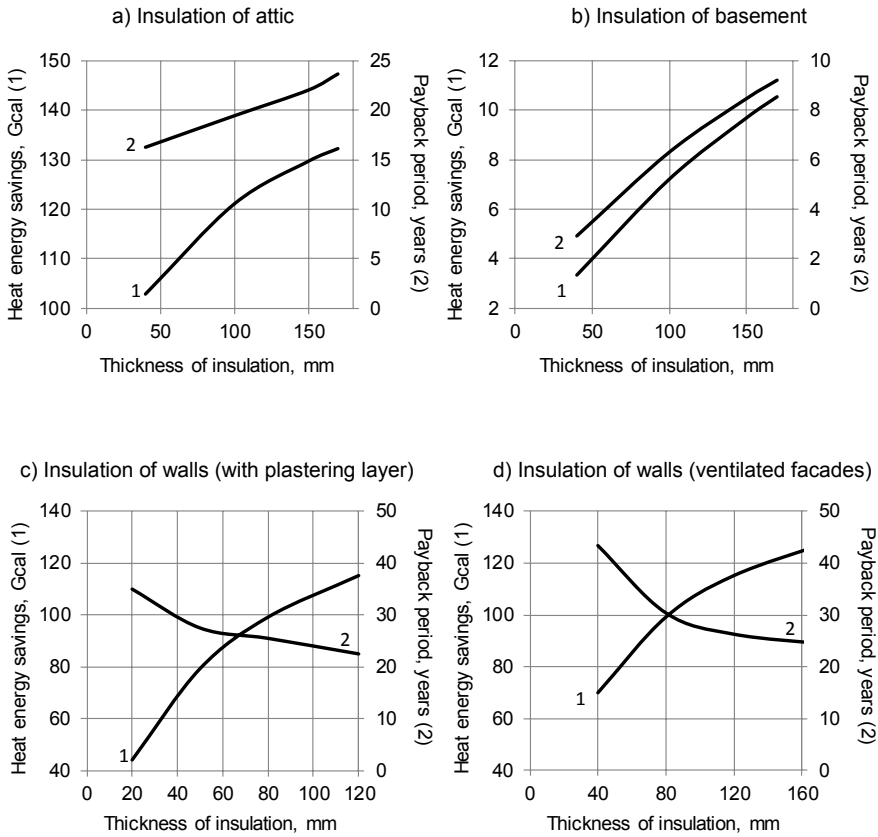 a) Insulation of attic
Heat energy savings, Gcal (1)
150
140
130
120
110
100
25
20
15
10
5
0
Payback period, years (2)
2
1
0 50 100 150
Thickness of insulation, mm
b) Insulation of basement
Heat energy savings, Gcal (1)
12
10
8
6
4
2
10
8
6
4
2
0
Payback period, years (2)
2
1
0 50 100 150
Thickness of insulation, mm
c) Insulation of walls (with plastering layer)
Heat energy savings, Gcal (1)
140
120
100
80
60
40
50
40
30
20
10
0
Payback period, years (2)
2
1
0 20 40 60 80 100 120
Thickness of insulation, mm
d) Insulation of walls (ventilated facades)
Heat energy savings, Gcal (1)
140
120
100
80
60
40
50
40
30
20
10
0
Payback period, years (2)
2
1
0 40 80 120 160
Thickness of insulation, mm